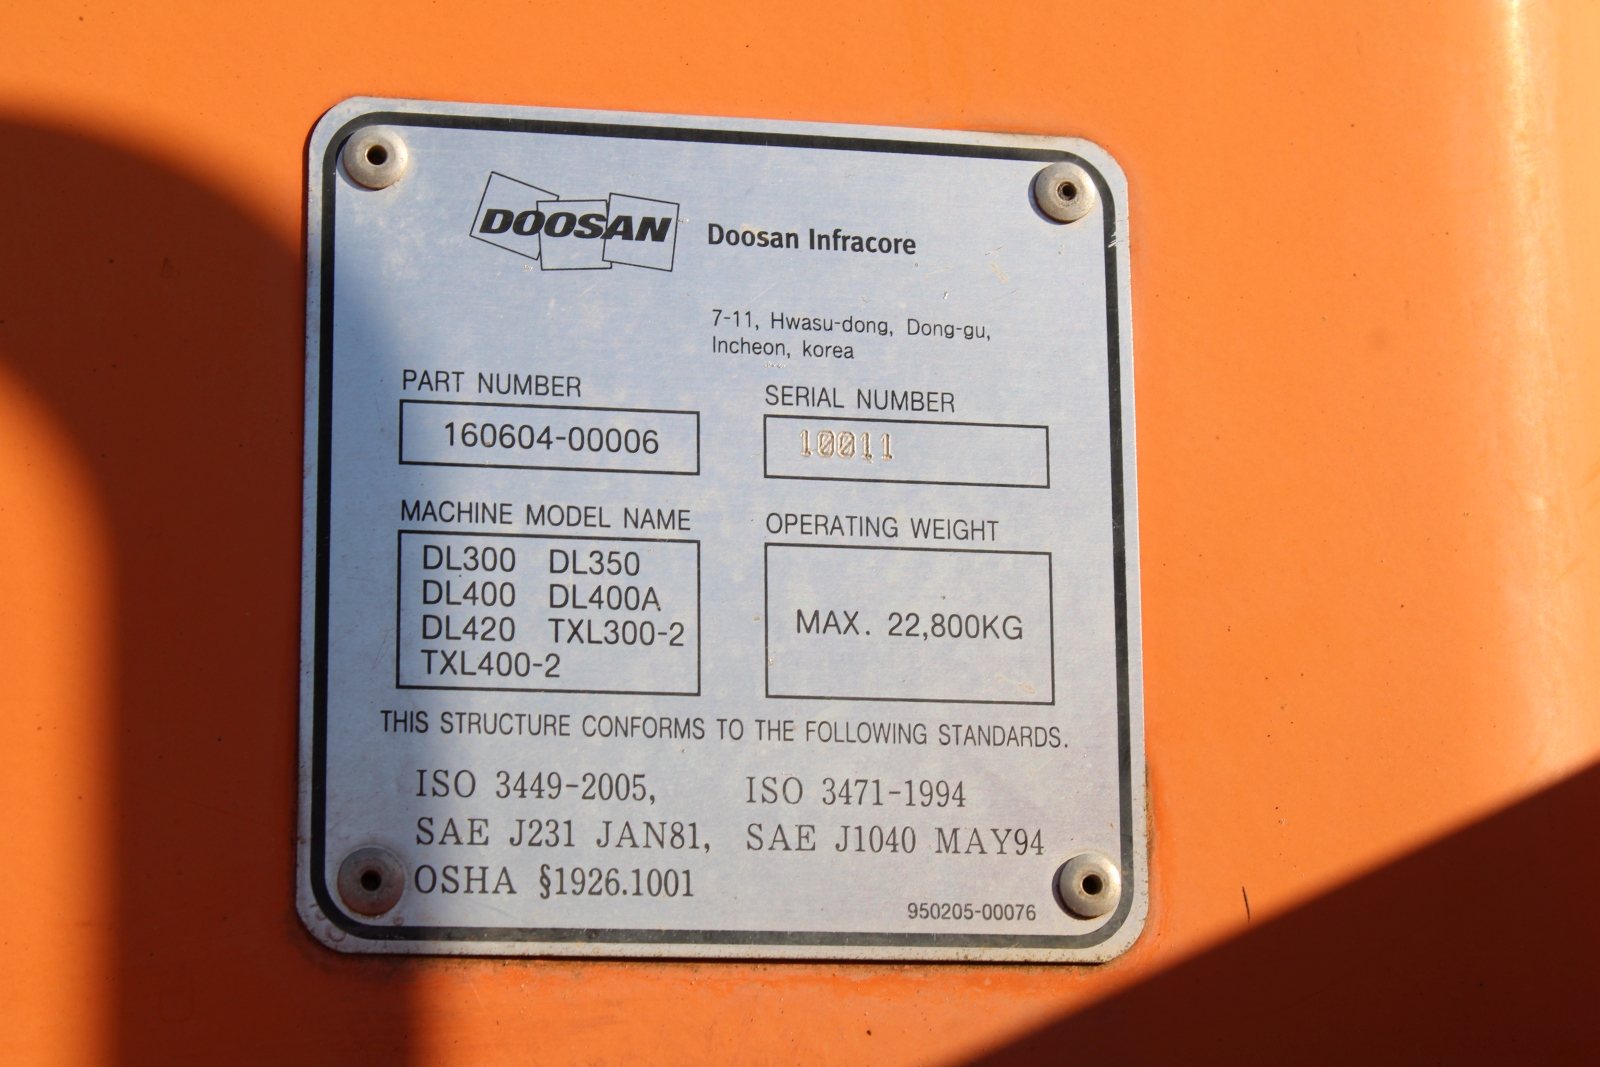 DOOSAN Doosan Infracore
7-11, Hwasu-dong, Dong-gu,
Incheon, korea
PART NUMBER
160604-00006
SERIAL NUMBER
10011
MACHINE MODEL NAME
DL300 DL350
DL400 DL400A
DL420 TXL300-2
TXL400-2
OPERATING WEIGHT
MAX. 22,800KG
THIS STRUCTURE CONFORMS TO THE FOLLOWING STANDARDS.
ISO 3449-2005, ISO 3471-1994
SAE J231 JAN81, SAE J1040 MAY94
OSHA §1926.1001
950205-00076